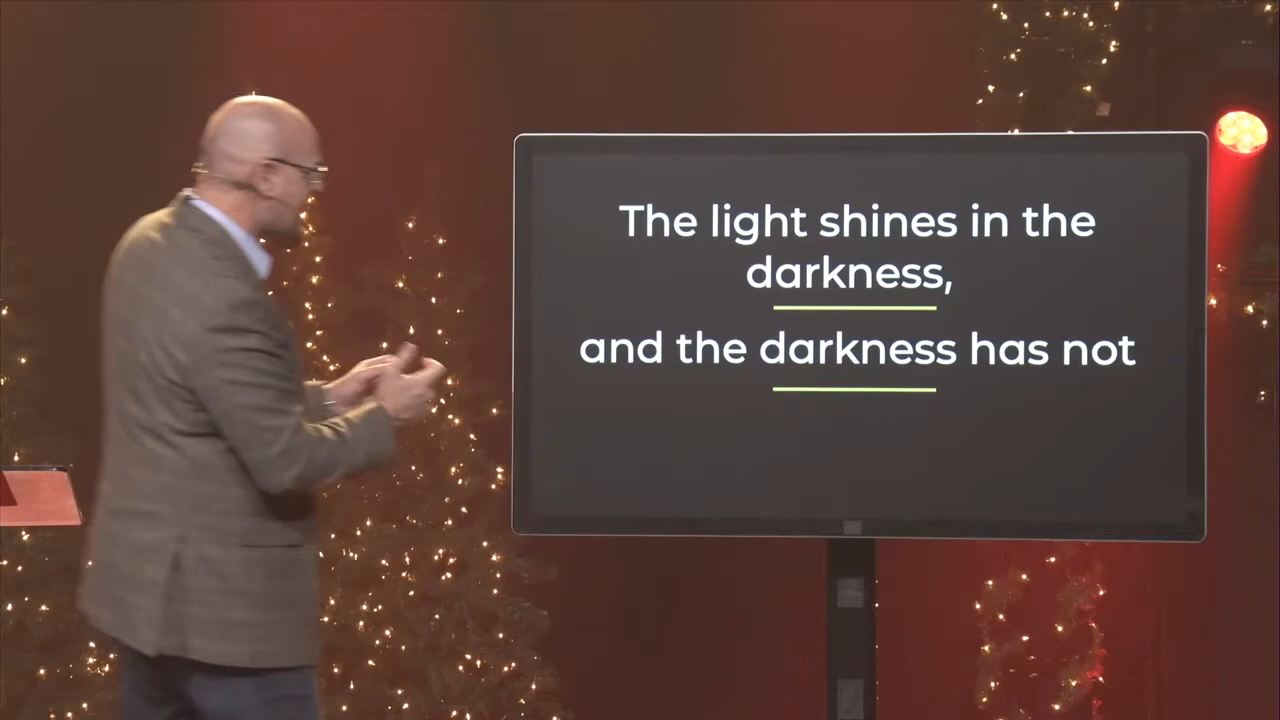 The light shines in the
darkness,
and the darkness has not